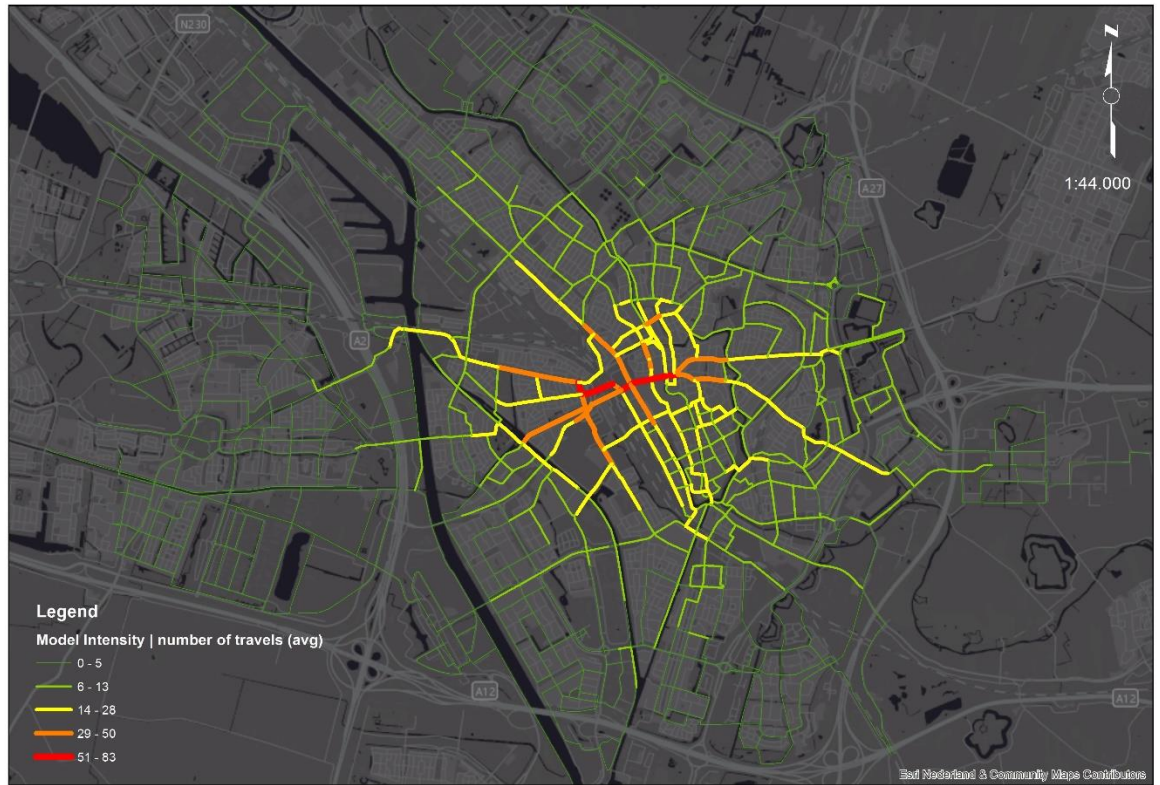 N230
N
1:44.000
A27
A2
Legend
Model Intensity | number of travels (avg)
0 - 5
6 - 13
14 - 28
29 - 50
51 - 83
A12
A12
Esri Nederland & Community Maps Contributors